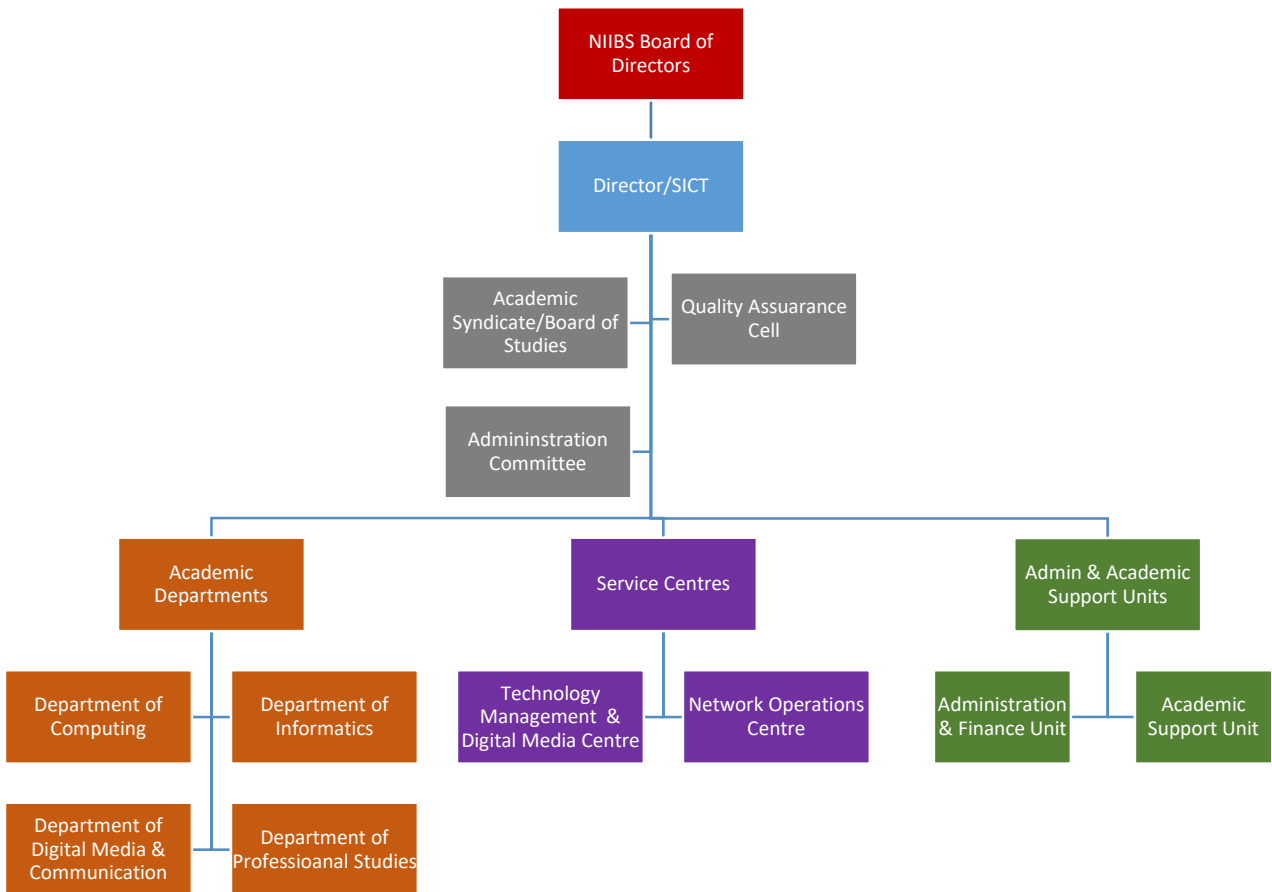 NIIBS Board of
Directors
Director/SICT
Academic
Syndicate/Board of
Studies
Quality Assuarance
Cell
Admininstration
Committee
Academic
Departments
Service Centres
Admin & Academic
Support Units
Department of
Computing
Department of
Informatics
Technology
Management &
Digital Media Centre
Network Operations
Centre
Administration
& Finance Unit
Academic
Support Unit
Department of
Digital Media &
Communication
Department of
Professioanal Studies